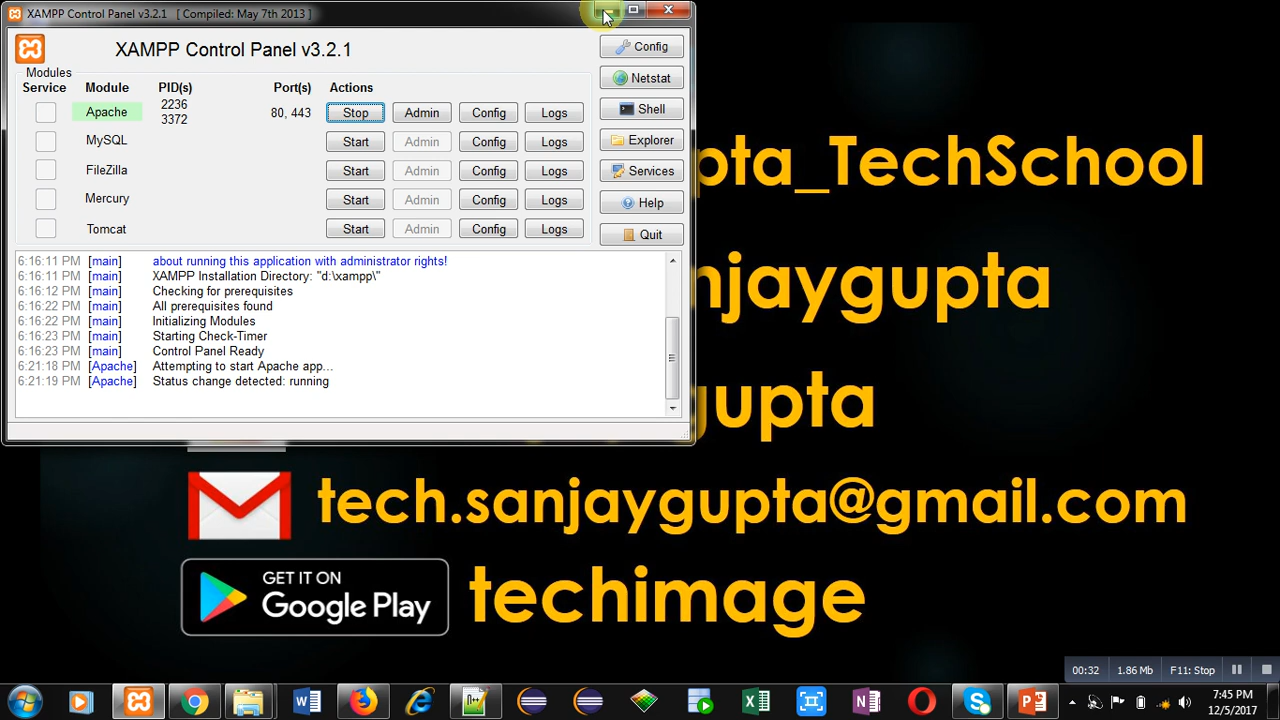 XAMPP Control Panel v3.2.1 [ Compiled: May 7th 2013 ]
XAMPP Control Panel v3.2.1
Config
Modules
Service Module PID(s) Port(s) Actions
Netstat
Apache 2236 3372 80, 443 Stop Admin Config Logs
Shell
MySQL Start Admin Config Logs
Explorer
FileZilla Start Admin Config Logs
Services
Mercury Start Admin Config Logs
Help
Tomcat Start Admin Config Logs
Quit
6:16:11 PM [main] about running this application with administrator rights!
6:16:11 PM [main] XAMPP Installation Directory: "d:\xampp\"
6:16:12 PM [main] Checking for prerequisites
6:16:22 PM [main] All prerequisites found
6:16:22 PM [main] Initializing Modules
6:16:23 PM [main] Starting Check-Timer
6:16:23 PM [main] Control Panel Ready
6:21:18 PM [Apache] Attempting to start Apache app...
6:21:19 PM [Apache] Status change detected: running
pta_TechSchool
njaygupta
gupta
tech.sanjaygupta@gmail.com
GET IT ON
Google Play
techimage
00:32 1.86 Mb F11: Stop
7:45 PM
12/5/2017